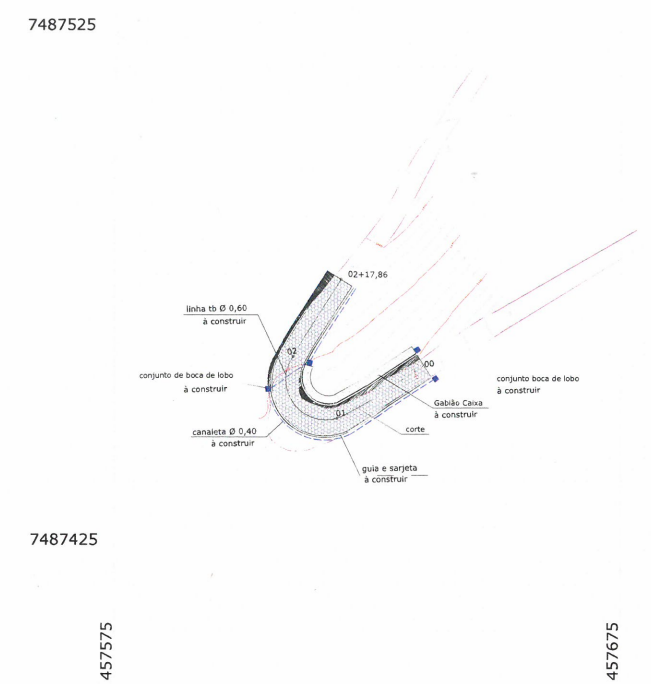 7487525
02+17,86
linha tb Ø 0,60
à construir
02
conjunto de boca de lobo
à construir
00
conjunto boca de lobo
à construir
Gabião Caixa
à construir
01
canaleta Ø 0,40
à construir
corte
guia e sarjeta
à construir
7487425
457575
457675